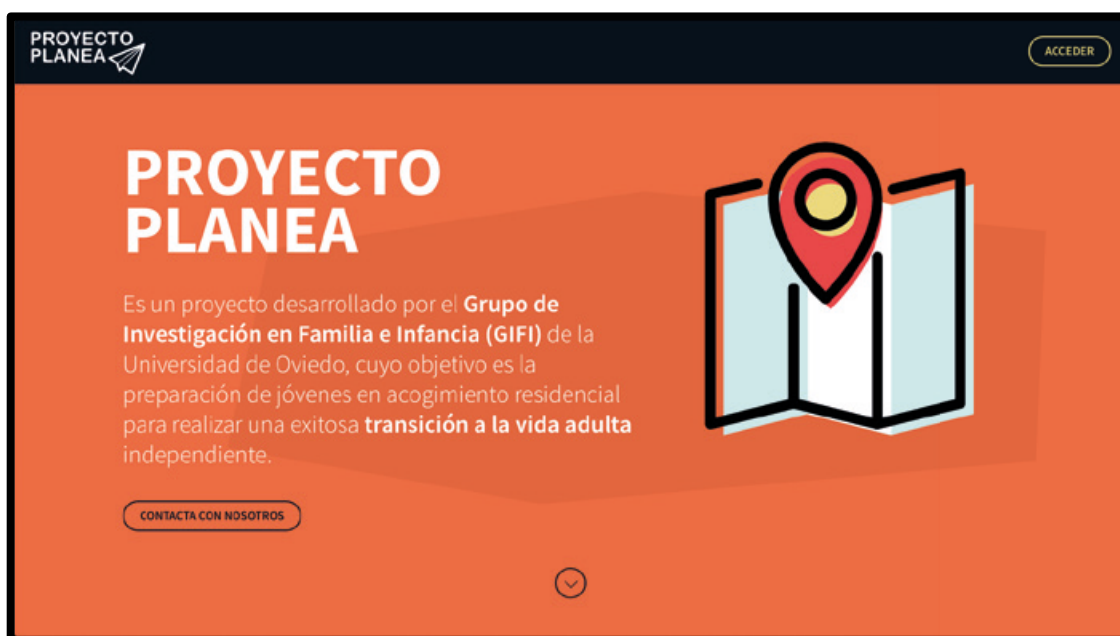 PROYECTO
PLANEA
ACCEDER
PROYECTO
PLANEA
Es un proyecto desarrollado por el Grupo de
Investigación en Familia e Infancia (GIFI) de la
Universidad de Oviedo, cuyo objetivo es la
preparación de jóvenes en acogimiento residencial
para realizar una exitosa transición a la vida adulta
independiente.
CONTACTA CON NOSOTROS